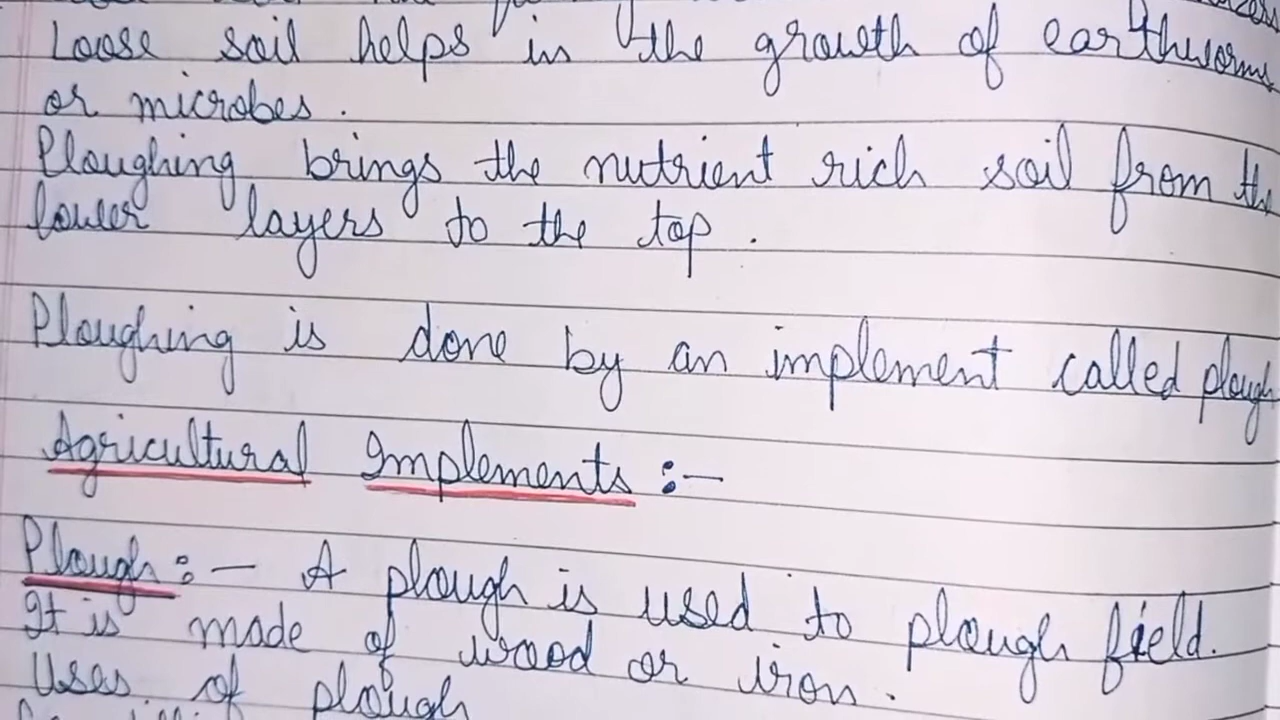 Loose soil helps in the growth of earthworms
or microbes.
Ploughing brings the nutrient rich soil from the
lower layers to the top.
Ploughing is done by an implement called plough
Agricultural Implements :-
Plough :- A plough is used to plough field.
It is made of wood or iron.
Uses of plough